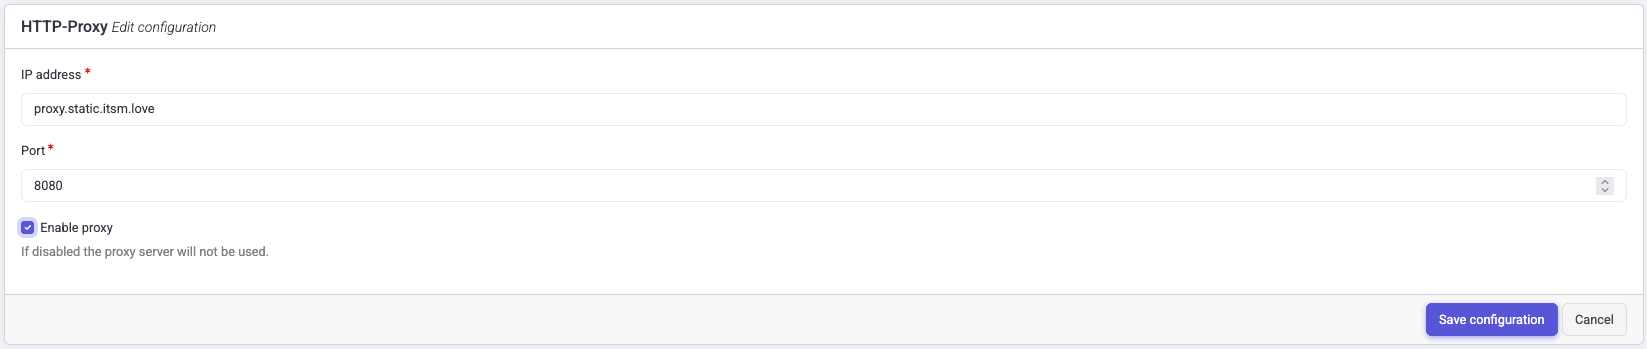 HTTP-Proxy Edit configuration
IP address *
proxy.static.itsm.love
Port *
8080
Enable proxy
If disabled the proxy server will not be used.
Save configuration Cancel